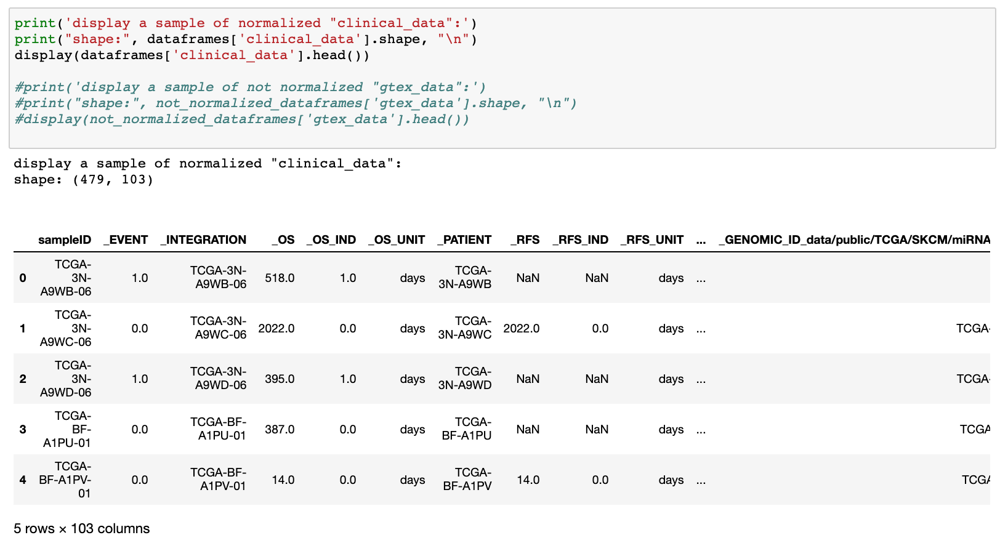 print('display a sample of normalized "clinical_data":')
print("shape:", dataframes['clinical_data'].shape, "\n")
display(dataframes['clinical_data'].head())
#print('display a sample of not normalized "gtex_data":')
#print("shape:", not_normalized_dataframes['gtex_data'].shape, "\n")
#display(not_normalized_dataframes['gtex_data'].head())
display a sample of normalized "clinical_data":
shape: (479, 103)
sampleID _EVENT _INTEGRATION _OS _OS_IND _OS_UNIT _PATIENT _RFS _RFS_IND _RFS_UNIT ... _GENOMIC_ID_data/public/TCGA/SKCM/miRNA
0 TCGA-3N-A9WB-06 1.0 TCGA-3N-A9WB-06 518.0 1.0 days TCGA-3N-A9WB NaN NaN days ...
1 TCGA-3N-A9WC-06 0.0 TCGA-3N-A9WC-06 2022.0 0.0 days TCGA-3N-A9WC 2022.0 0.0 days ... TCGA-
2 TCGA-3N-A9WD-06 1.0 TCGA-3N-A9WD-06 395.0 1.0 days TCGA-3N-A9WD NaN NaN days ... TCGA-
3 TCGA-BF-A1PU-01 0.0 TCGA-BF-A1PU-01 387.0 0.0 days TCGA-BF-A1PU NaN NaN days ... TCGA
4 TCGA-BF-A1PV-01 0.0 TCGA-BF-A1PV-01 14.0 0.0 days TCGA-BF-A1PV 14.0 0.0 days ... TCGA
5 rows × 103 columns